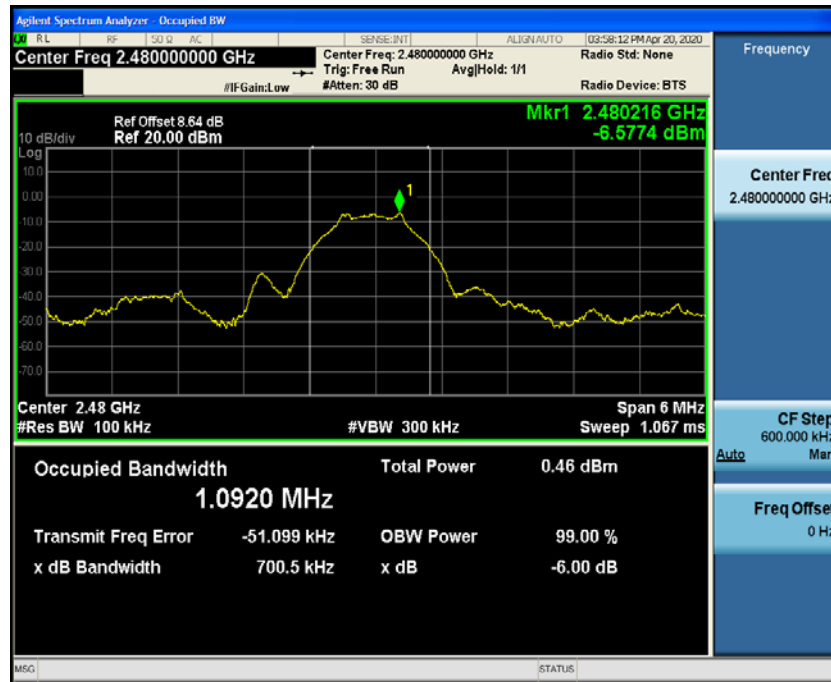 Agilent Spectrum Analyzer - Occupied BW
RL RF 50 Ω AC SENSE:INT ALIGNAUTO 03:58:12 PM Apr 20, 2020
Center Freq 2.480000000 GHz
Center Freq: 2.480000000 GHz
Radio Std: None
Trig: Free Run Avg|Hold: 1/1
#IFGain:Low
#Atten: 30 dB
Radio Device: BTS
Frequency
Mkr1 2.480216 GHz
-6.5774 dBm
Ref Offset 8.64 dB
10 dB/div Ref 20.00 dBm
Log
10.0
0.00
-10.0
-20.0
-30.0
-40.0
-50.0
-60.0
-70.0
1
Center Freq
2.480000000 GHz
Center 2.48 GHz
Span 6 MHz
#Res BW 100 kHz
#VBW 300 kHz
Sweep 1.067 ms
CF Step
600.000 kHz
Auto Man
Occupied Bandwidth
1.0920 MHz
Total Power 0.46 dBm
Transmit Freq Error -51.099 kHz
OBW Power 99.00 %
x dB Bandwidth 700.5 kHz
x dB -6.00 dB
Freq Offset
0 Hz
MSG
STATUS